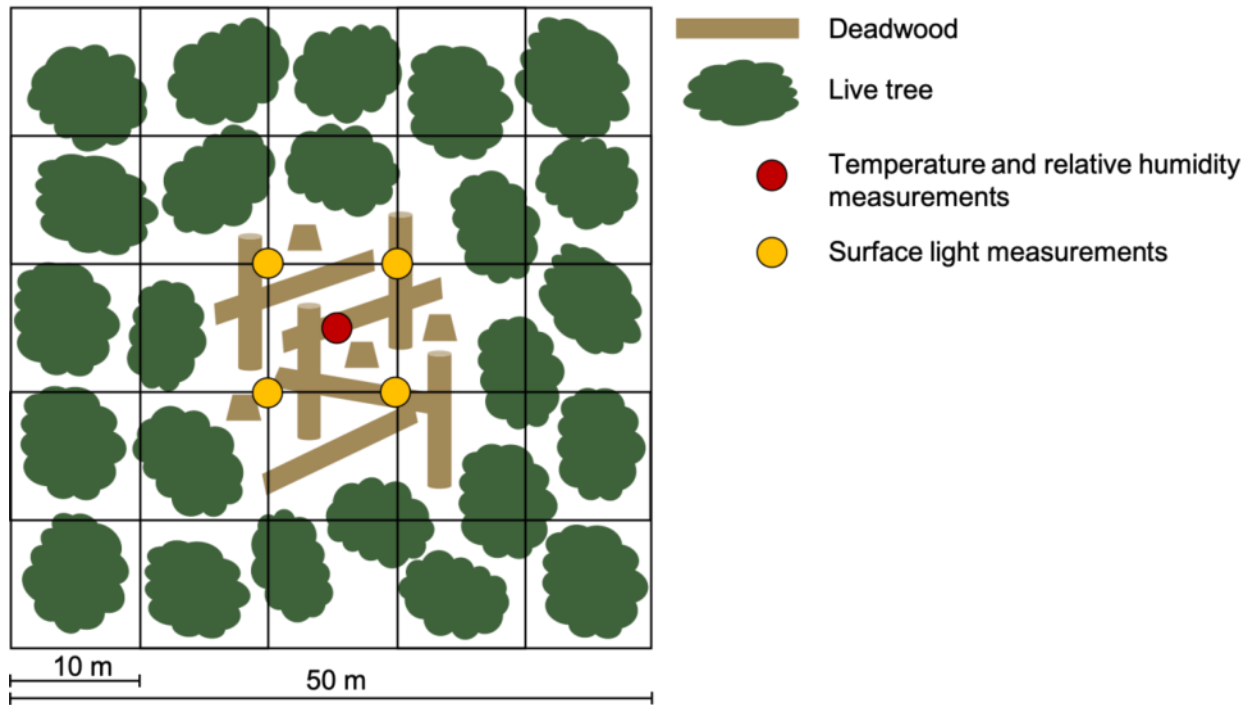 Deadwood
Live tree
Temperature and relative humidity
measurements
Surface light measurements
10 m
50 m